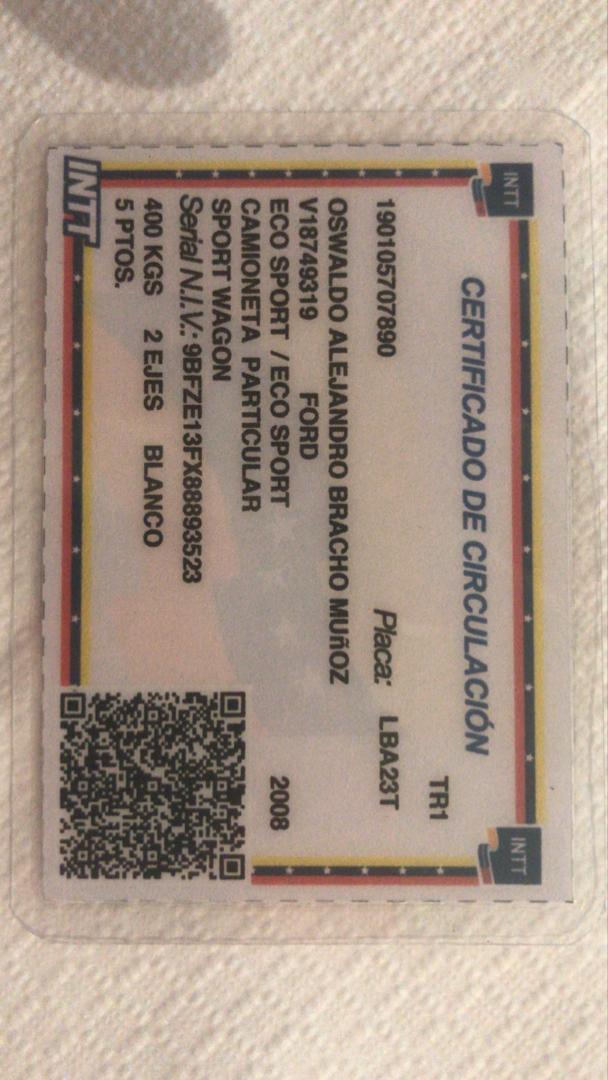 INTT
INTT
CERTIFICADO DE CIRCULACIÓN
TR1
190105707890 Placa: LBA23T
OSWALDO ALEJANDRO BRACHO MUñOZ
V18749319 FORD
ECO SPORT / ECO SPORT 2008
CAMIONETA PARTICULAR
SPORT WAGON
Serial N.I.V.: 9BFZE13FX88893523
400 KGS 2 EJES BLANCO
5 PTOS.
INTT